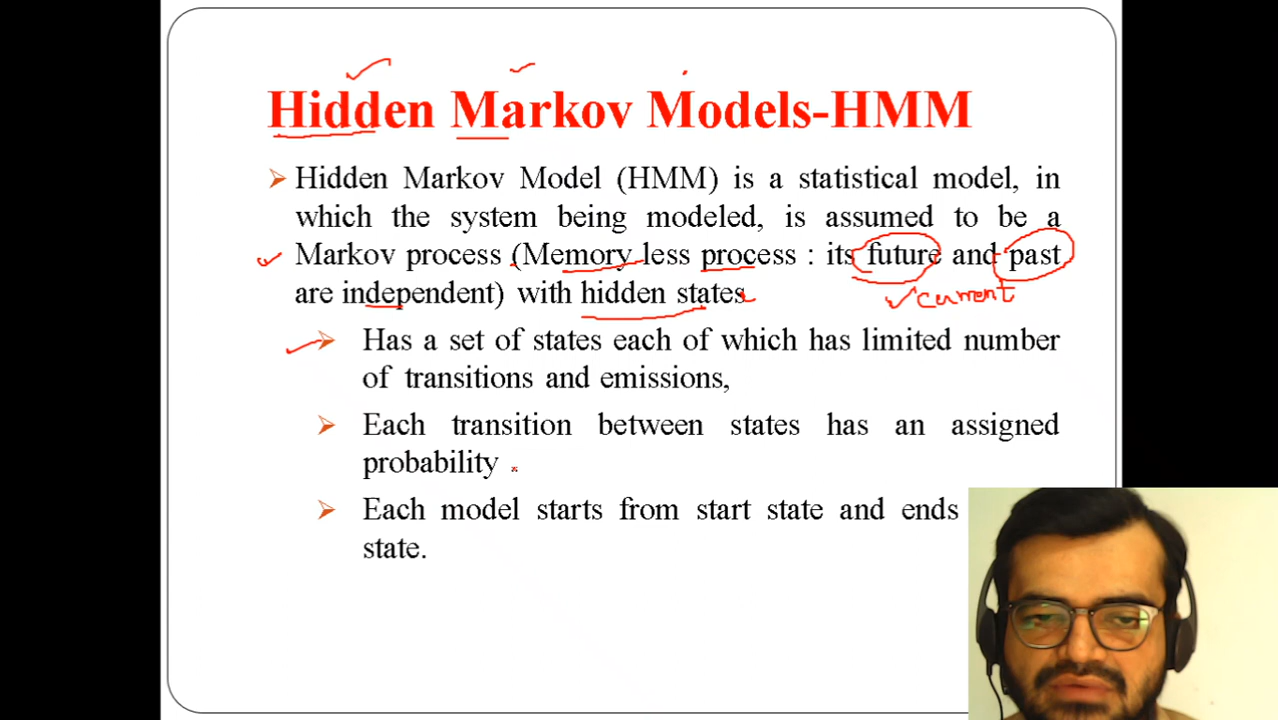 Hidden Markov Models-HMM
➢ Hidden Markov Model (HMM) is a statistical model, in
which the system being modeled, is assumed to be a
Markov process (Memory less process : its future and past
are independent) with hidden states
current
➢ Has a set of states each of which has limited number
of transitions and emissions,
➢ Each transition between states has an assigned
probability
➢ Each model starts from start state and ends
state.